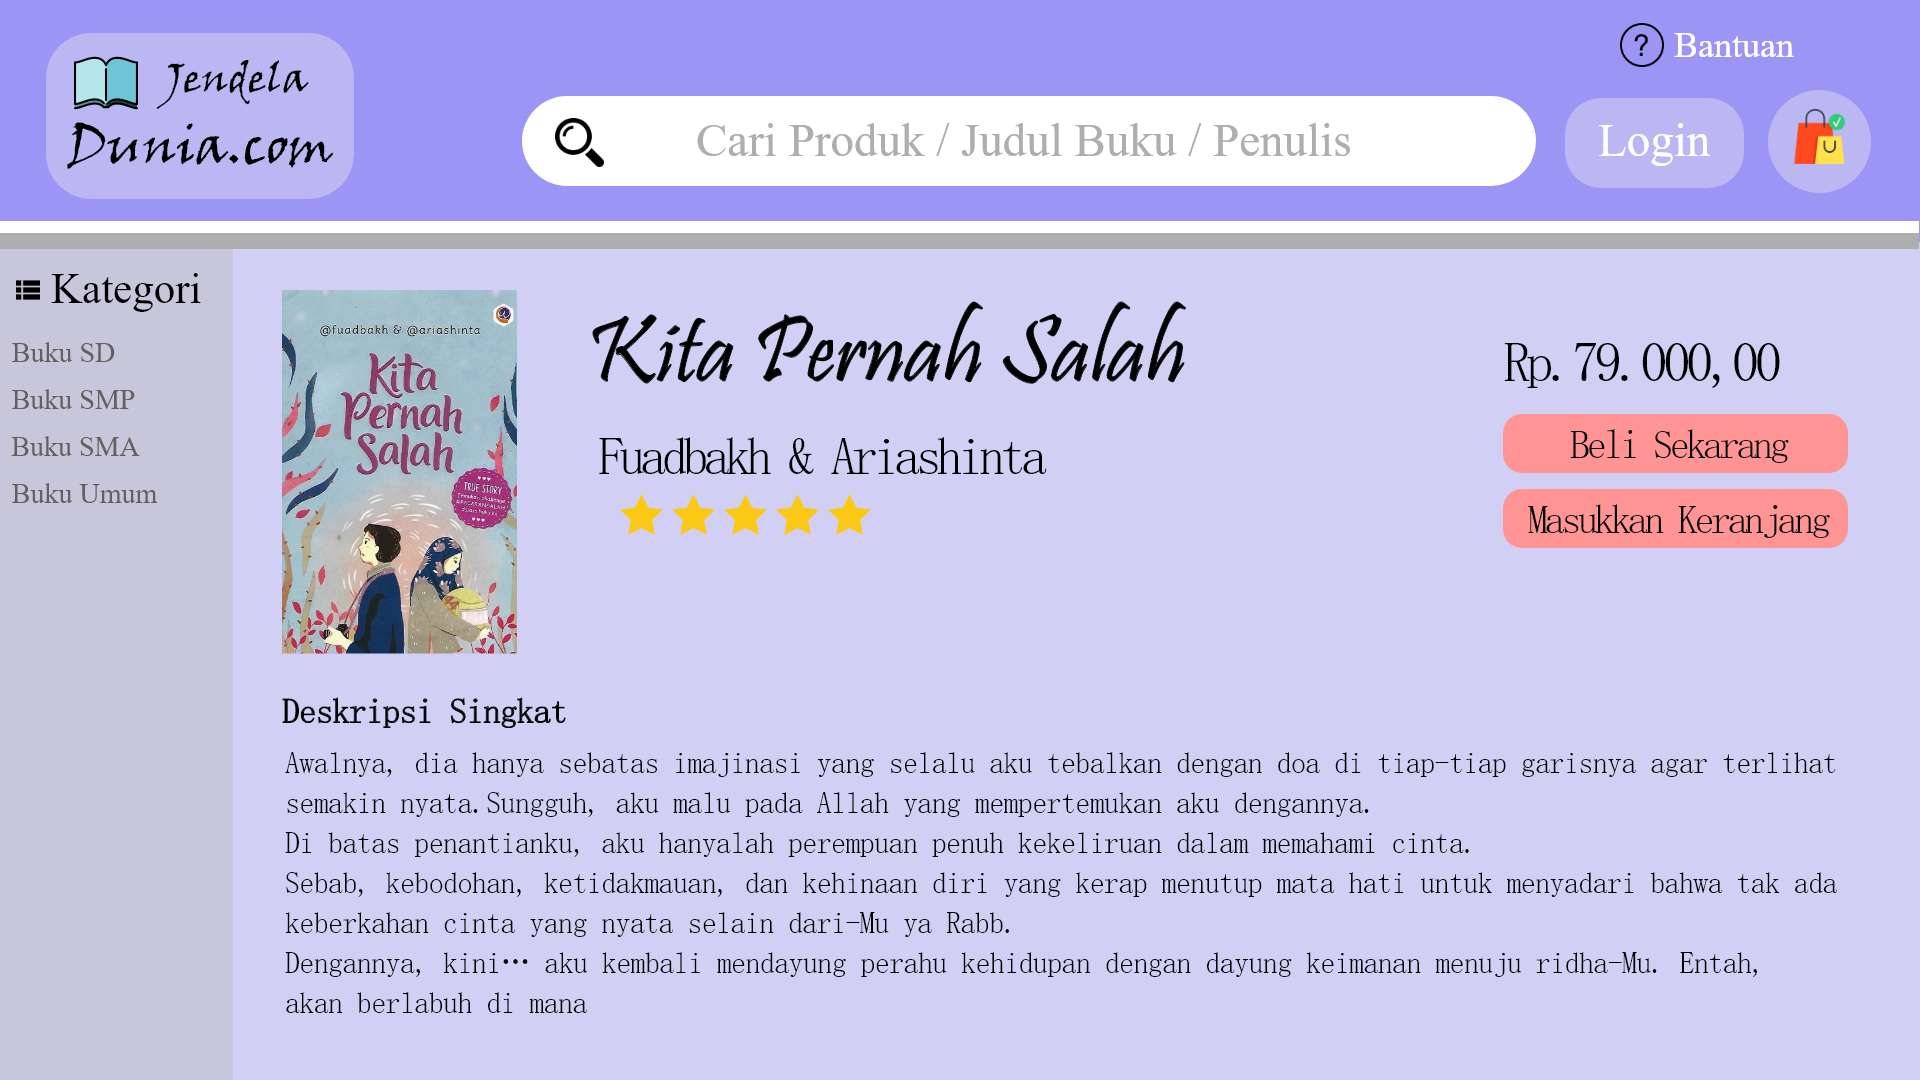 Jendela
Dunia.com
? Bantuan
Cari Produk / Judul Buku / Penulis
Login
Kategori
Buku SD
Buku SMP
Buku SMA
Buku Umum
@fuadbakh & @ariashinta
Kita
Pernah
Salah
TRUE STORY
Kita Pernah Salah
Fuadbakh & Ariashinta
Rp. 79.000,00
Beli Sekarang
Masukkan Keranjang
Deskripsi Singkat
Awalnya, dia hanya sebatas imajinasi yang selalu aku tebalkan dengan doa di tiap-tiap garisnya agar terlihat
semakin nyata.Sungguh, aku malu pada Allah yang mempertemukan aku dengannya.
Di batas penantianku, aku hanyalah perempuan penuh kekeliruan dalam memahami cinta.
Sebab, kebodohan, ketidakmauan, dan kehinaan diri yang kerap menutup mata hati untuk menyadari bahwa tak ada
keberkahan cinta yang nyata selain dari-Mu ya Rabb.
Dengannya, kini… aku kembali mendayung perahu kehidupan dengan dayung keimanan menuju ridha-Mu. Entah,
akan berlabuh di mana